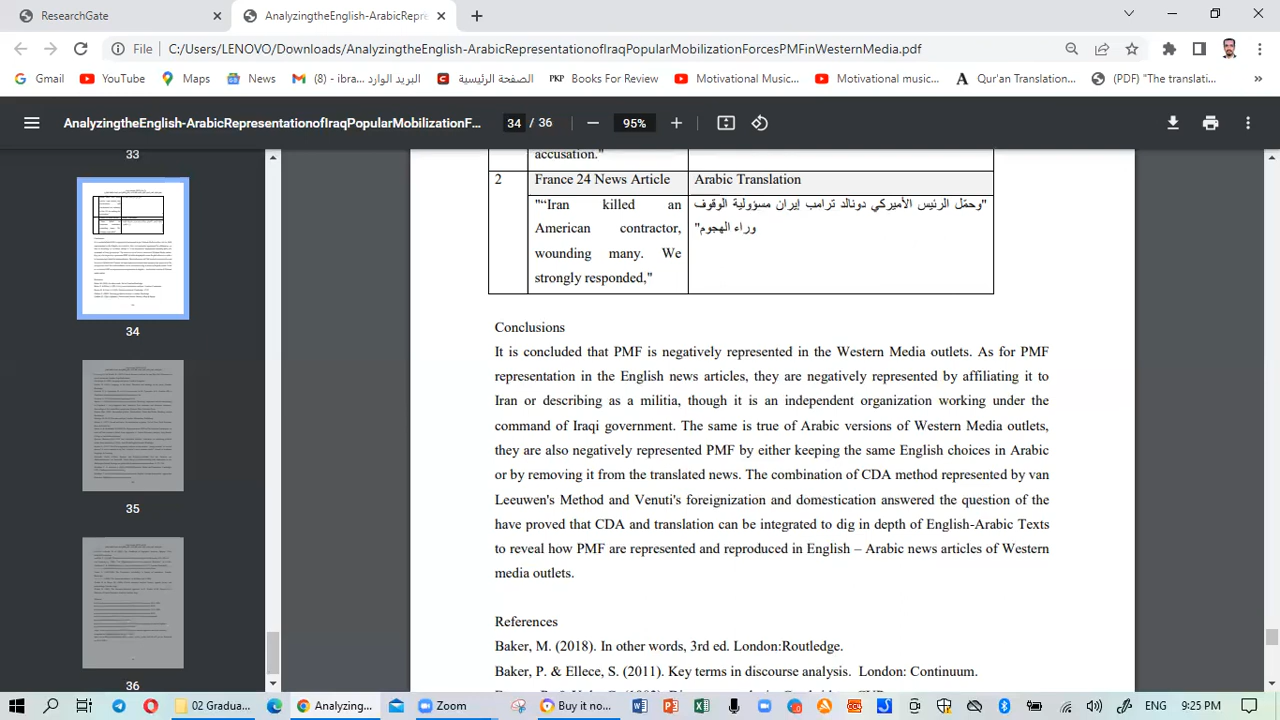 ResearchGate
AnalyzingtheEnglish-ArabicRepre
File
C:/Users/LENOVO/Downloads/AnalyzingtheEnglish-ArabicRepresentationofIraqPopularMobilizationForcesPMFinWesternMedia.pdf
Gmail
YouTube
Maps
News
البريد الوارد (8) - ibra...
الصفحة الرئيسية
PKP Books For Review
Motivational Music...
Motivational music...
Qur'an Translation...
(PDF) "The translati...
AnalyzingtheEnglish-ArabicRepresentationofIraqPopularMobilizationF...
34 / 36
95%
33
34
35
36
accusation."
2 France 24 News Article Arabic Translation
"“Iran killed an
American contractor,
wounding many. We
strongly responded,"
"وحمّل الرئيس الأميركي دونالد ترامب إيران مسؤولية الوقوف
وراء الهجوم"
Conclusions
It is concluded that PMF is negatively represented in the Western Media outlets. As for PMF
representation in the English news articles, they are negatively represented by utilising it to
Iran or describing as a militia, though it is an independent organization working under the
command of Iraqi government. The same is true of Arabic versions of Western Media outlets,
they are also negatively represented PMF by either keeping the same English choices in Arabic
or by removing it from the translated news. The combination of CDA method represented by van
Leeuwen's Method and Venuti's foreignization and domestication answered the question of the
have proved that CDA and translation can be integrated to dig in depth of English-Arabic Texts
as to how PMF are represented and reproduced in English - Arabic news articles of Western
media outlets.
References
Baker, M. (2018). In other words, 3rd ed. London:Routledge.
Baker, P. & Ellece, S. (2011). Key terms in discourse analysis. London: Continuum.
02 Gradua...
Analyzing...
Zoom
Buy it no...
ENG
9:25 PM